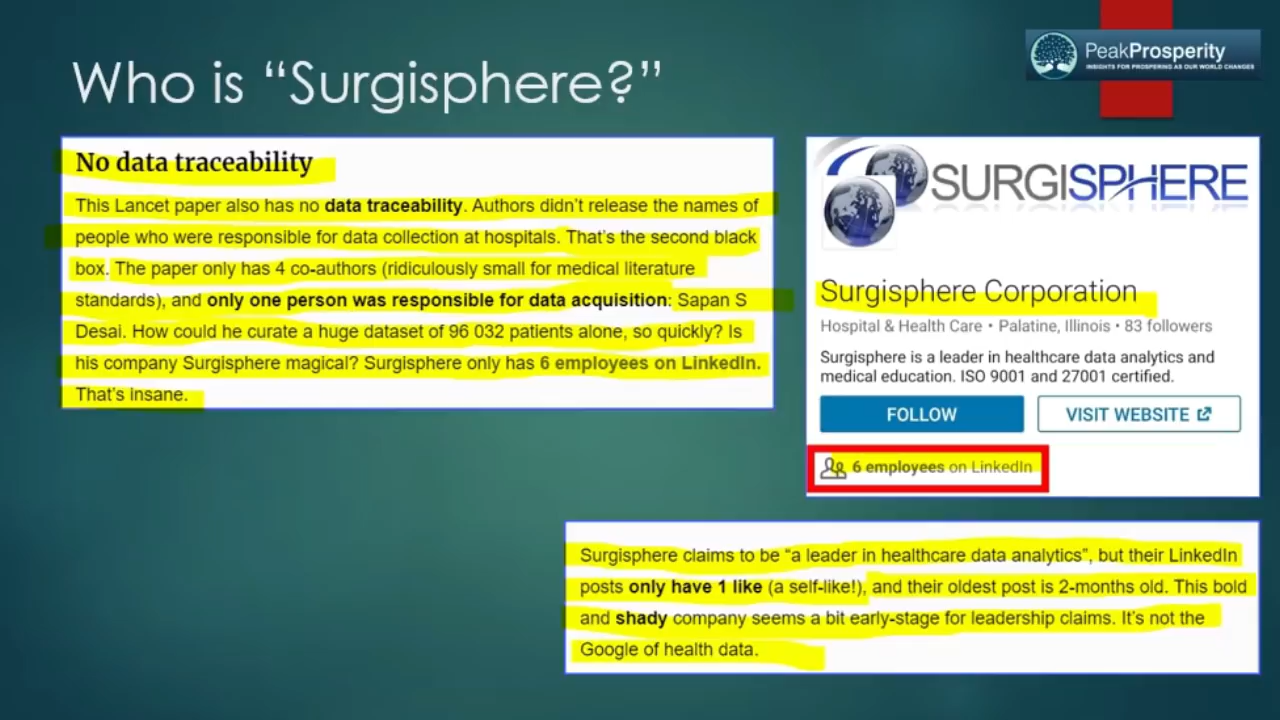 Who is “Surgisphere?”
PeakProsperity
INSIGHTS FOR PROSPERING AS OUR WORLD CHANGES
No data traceability
This Lancet paper also has no data traceability. Authors didn’t release the names of
people who were responsible for data collection at hospitals. That’s the second black
box. The paper only has 4 co-authors (ridiculously small for medical literature
standards), and only one person was responsible for data acquisition: Sapan S
Desai. How could he curate a huge dataset of 96 032 patients alone, so quickly? Is
his company Surgisphere magical? Surgisphere only has 6 employees on LinkedIn.
That’s insane.
SURGISPHERE
Surgisphere Corporation
Hospital & Health Care • Palatine, Illinois • 83 followers
Surgisphere is a leader in healthcare data analytics and
medical education. ISO 9001 and 27001 certified.
FOLLOW
VISIT WEBSITE
6 employees on LinkedIn
Surgisphere claims to be “a leader in healthcare data analytics”, but their LinkedIn
posts only have 1 like (a self-like!), and their oldest post is 2-months old. This bold
and shady company seems a bit early-stage for leadership claims. It’s not the
Google of health data.